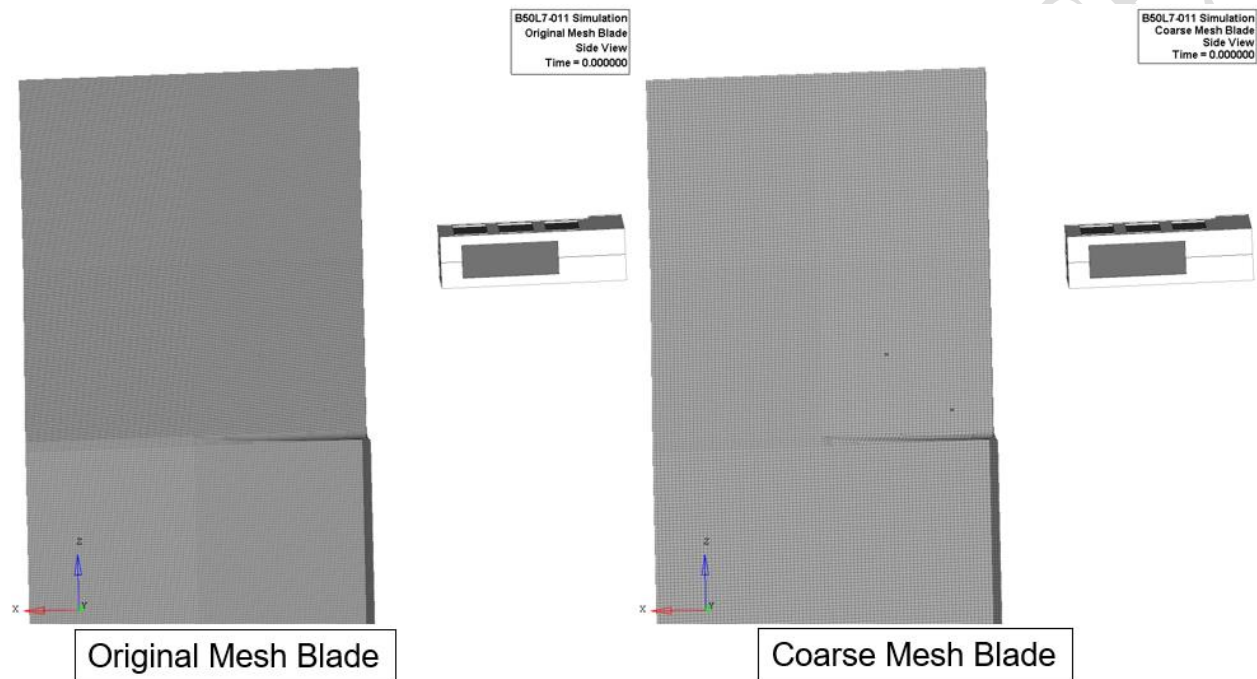 B50L7-011 Simulation
Original Mesh Blade
Side View
Time = 0.000000
B50L7-011 Simulation
Coarse Mesh Blade
Side View
Time = 0.000000
Z
X
Y
Z
X
Y
Original Mesh Blade
Coarse Mesh Blade